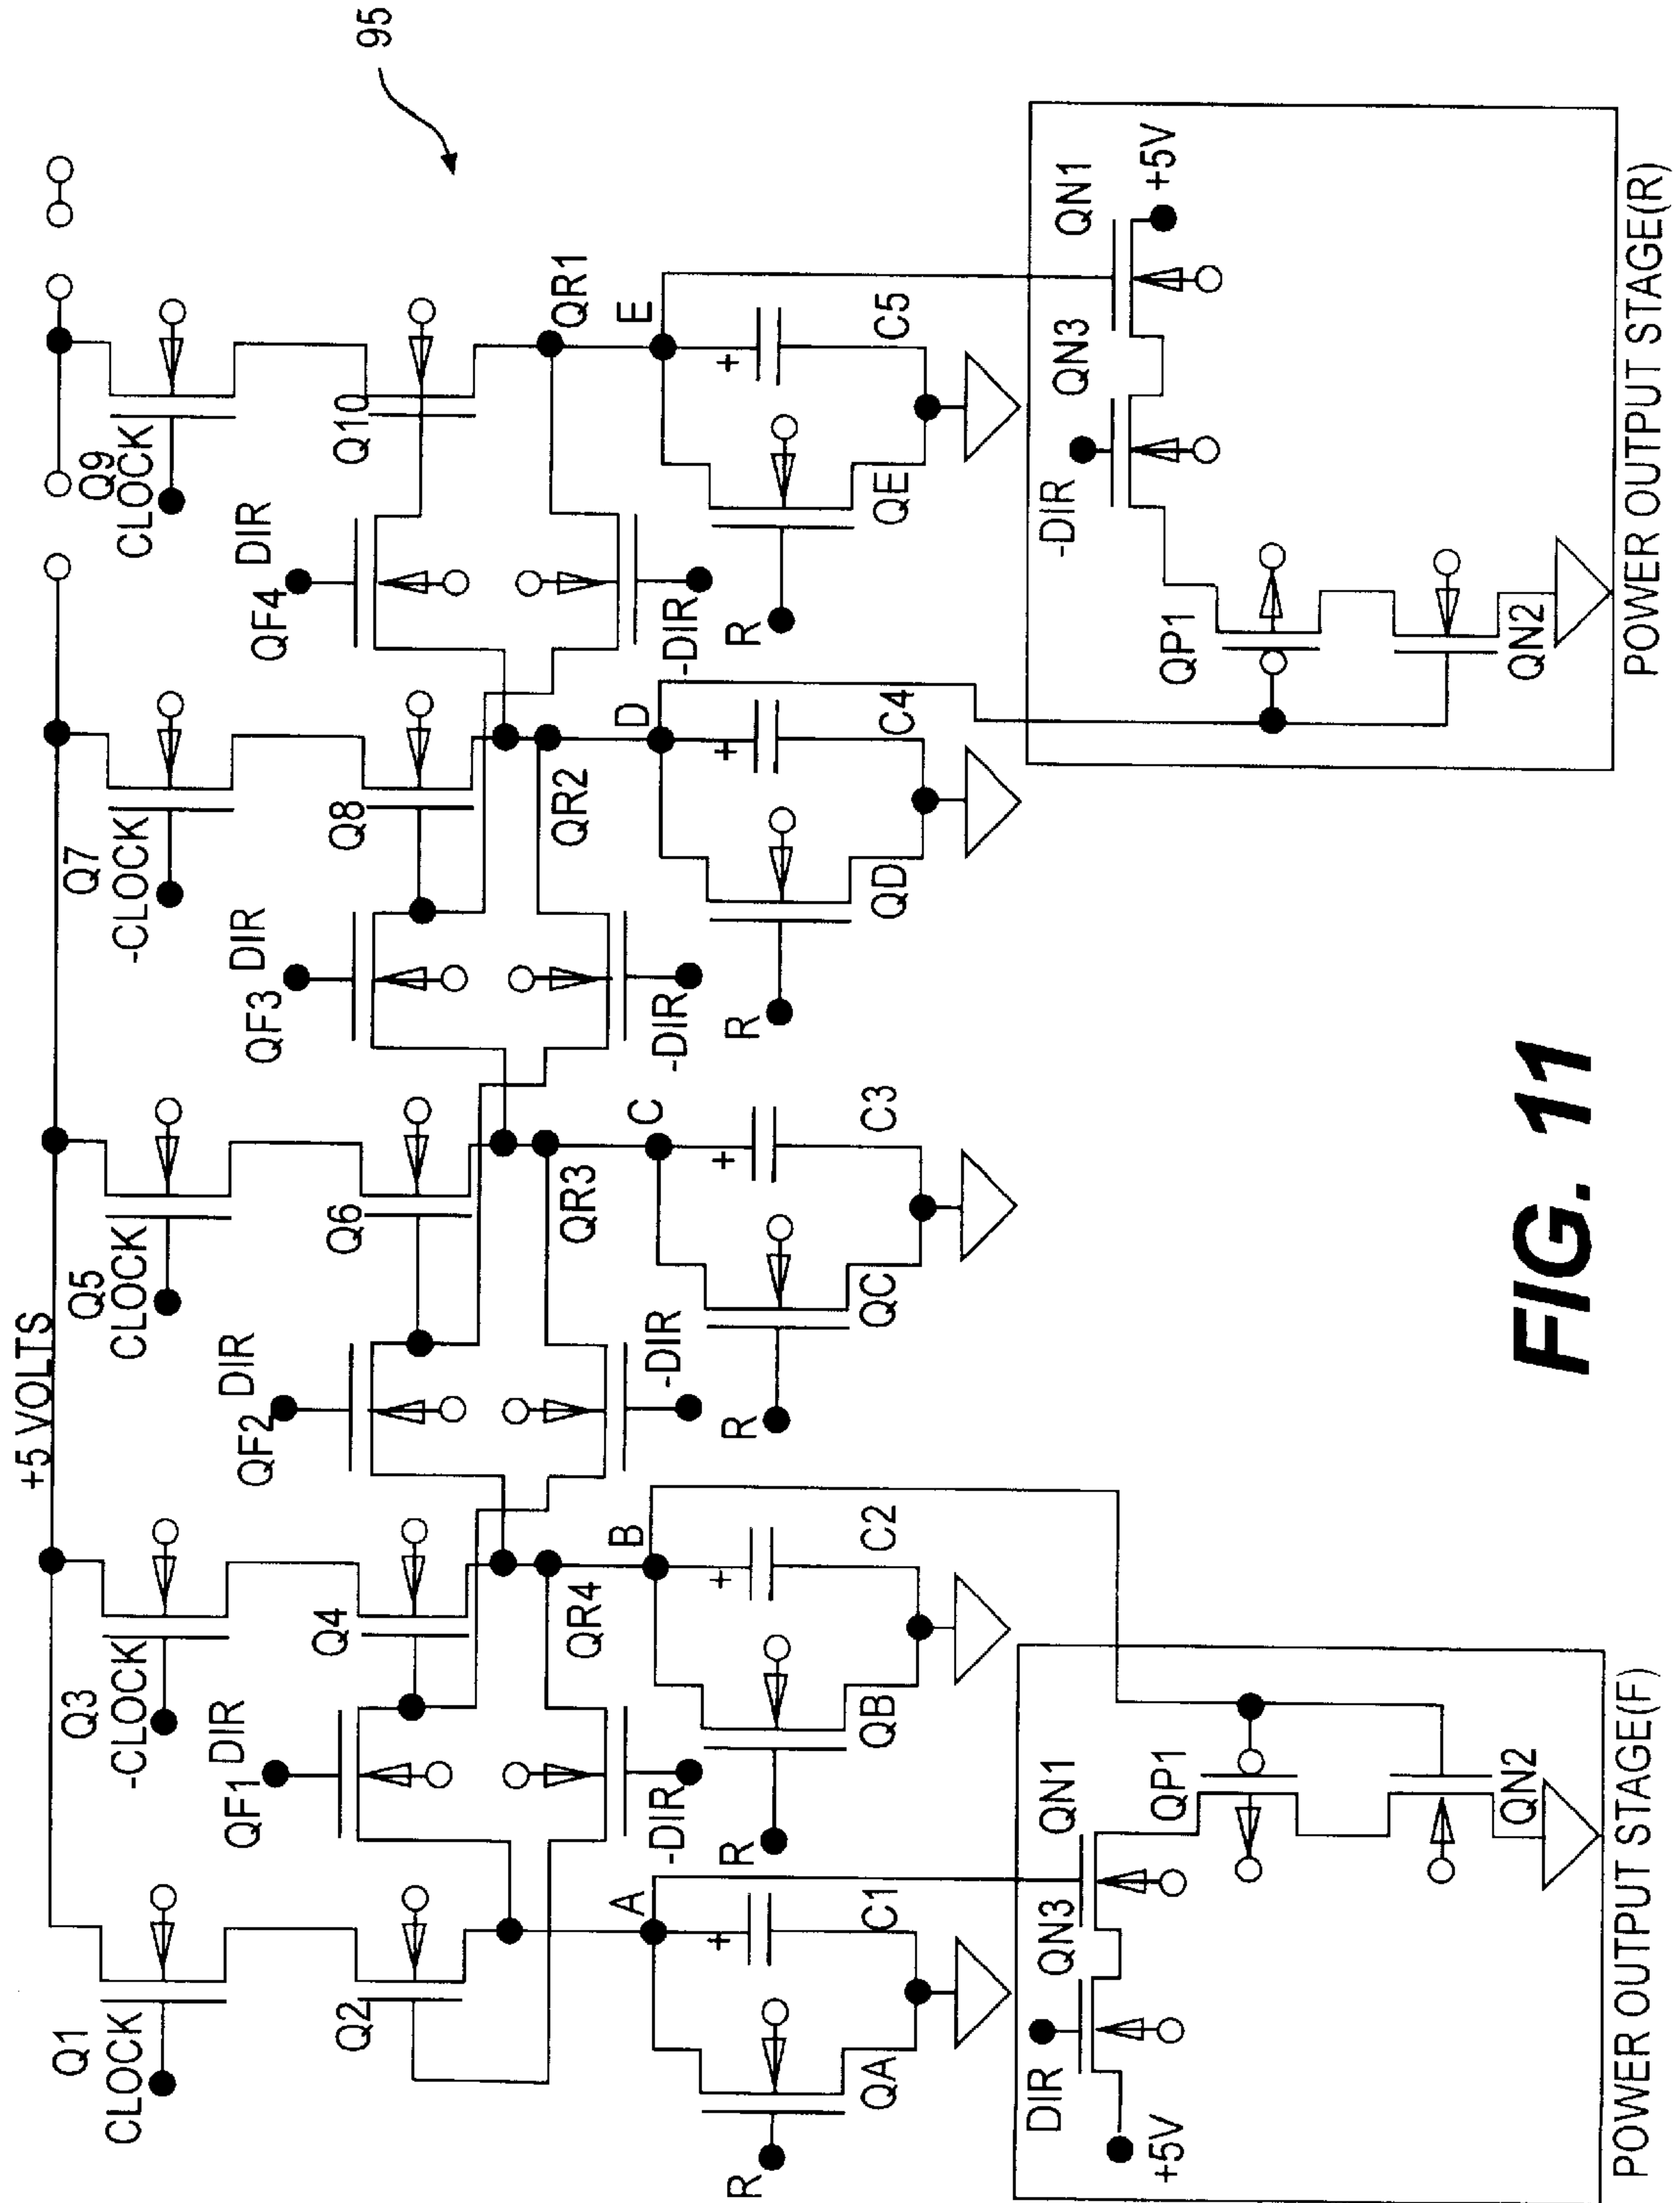 95
+5 VOLTS
Q1
CLOCK
Q3
-CLOCK
Q5
CLOCK
Q7
-CLOCK
Q9
CLOCK
QF1
DIR
QF2
DIR
QF3
DIR
QF4
DIR
Q2
Q4
Q6
Q8
Q10
QR4
QR3
QR2
QR1
-DIR
-DIR
-DIR
-DIR
A
B
C
D
E
+
+
+
+
+
R
QA
C1
R
QB
C2
R
QC
C3
R
QD
C4
R
QE
C5
DIR
+5V
QN3
QN1
QP1
QN2
POWER OUTPUT STAGE(F)
-DIR
QN3
QN1
+5V
QP1
QN2
POWER OUTPUT STAGE(R)
FIG. 11